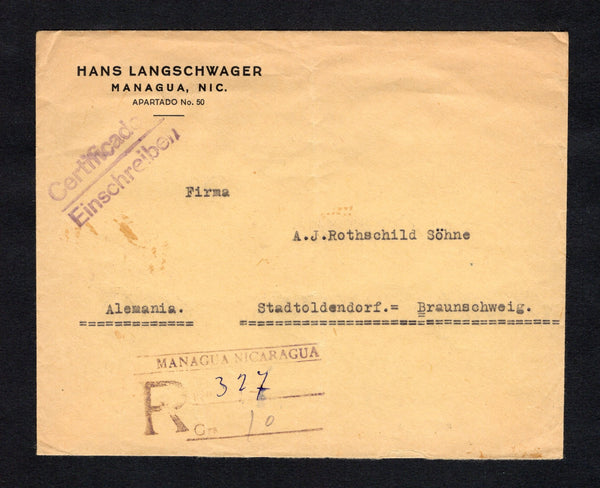 HANS LANGSCHWAGER
MANAGUA, NIC.
APARTADO No. 50
Certificado
Einschreiben
Firma
A.J.Rothschild Söhne
Alemania. Stadtoldendorf.= Braunschweig.
MANAGUA NICARAGUA
R
327
Gr. 10